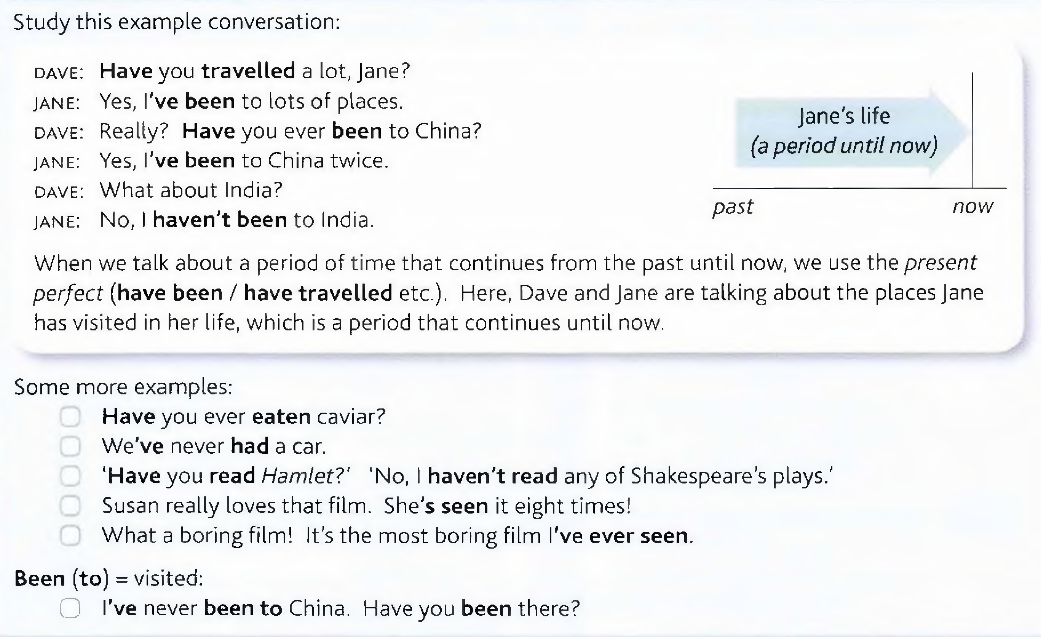 Study this example conversation:
DAVE: Have you travelled a lot, Jane?
JANE: Yes, I've been to lots of places.
DAVE: Really? Have you ever been to China?
JANE: Yes, I've been to China twice.
DAVE: What about India?
JANE: No, I haven't been to India.
Jane's life
(a period until now)
past now
When we talk about a period of time that continues from the past until now, we use the present
perfect (have been / have travelled etc.). Here, Dave and Jane are talking about the places Jane
has visited in her life, which is a period that continues until now.
Some more examples:
Have you ever eaten caviar?
We've never had a car.
'Have you read Hamlet?' 'No, I haven't read any of Shakespeare's plays.'
Susan really loves that film. She's seen it eight times!
What a boring film! It's the most boring film I've ever seen.
Been (to) = visited:
I've never been to China. Have you been there?